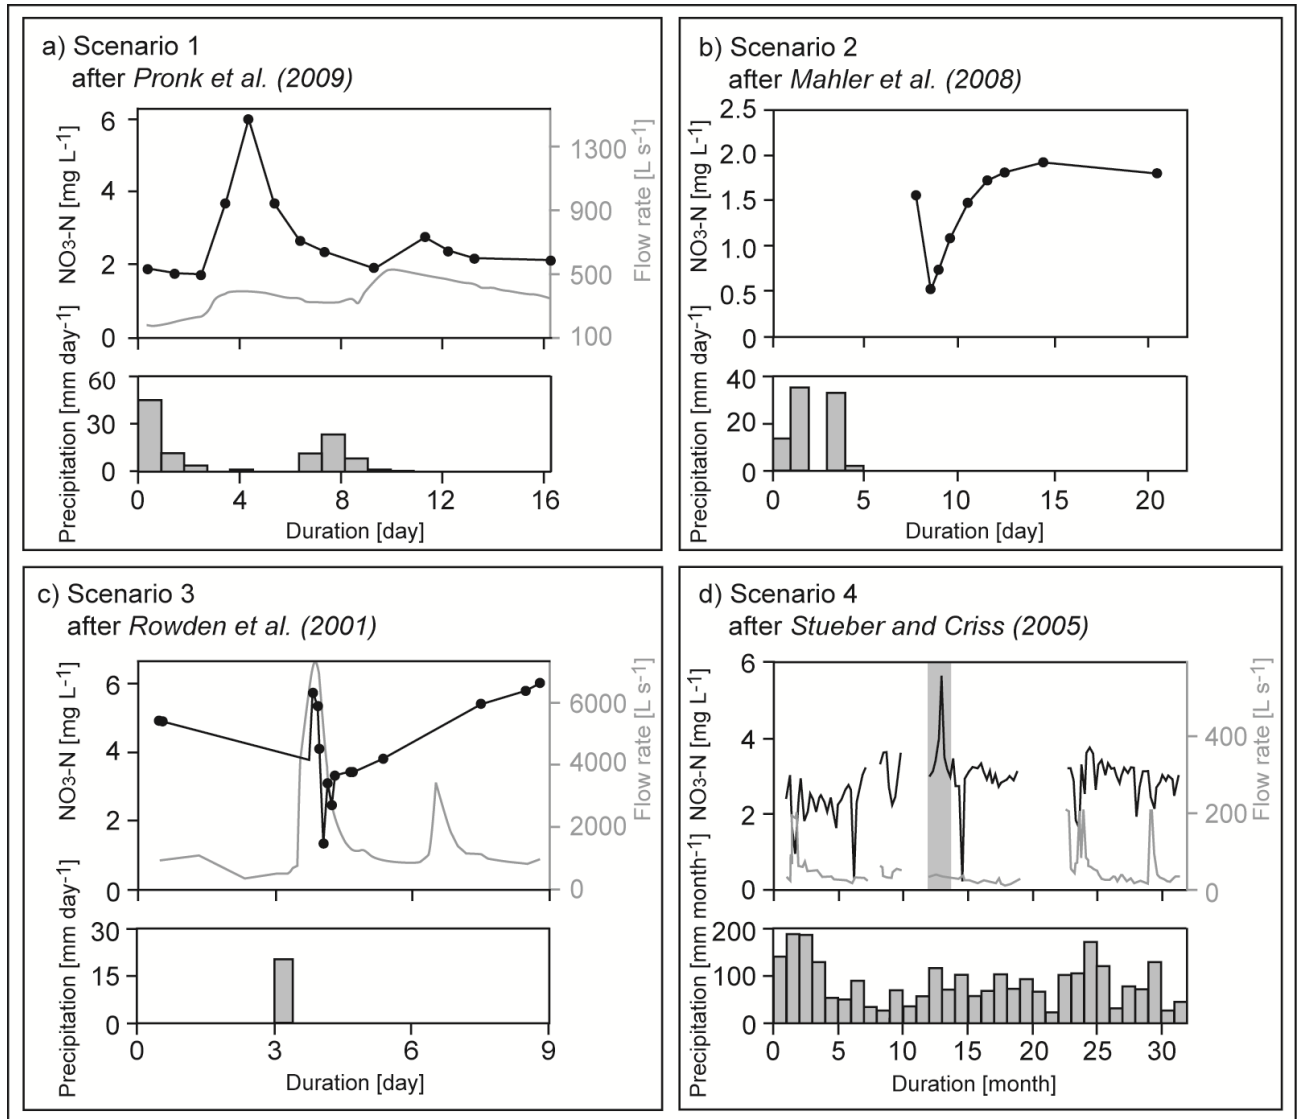 a) Scenario 1
after Pronk et al. (2009)
NO3-N [mg L-1]
6
4
2
0
Flow rate [L s-1]
1300
900
500
100
Precipitation [mm day-1]
60
30
0
0 4 8 12 16
Duration [day]
b) Scenario 2
after Mahler et al. (2008)
NO3-N [mg L-1]
2.5
2.0
1.5
1.0
0.5
0
Precipitation [mm day-1]
40
20
0
0 5 10 15 20
Duration [day]
c) Scenario 3
after Rowden et al. (2001)
NO3-N [mg L-1]
6
4
2
0
Flow rate [L s-1]
6000
4000
2000
0
Precipitation [mm day-1]
30
15
0
0 3 6 9
Duration [day]
d) Scenario 4
after Stueber and Criss (2005)
NO3-N [mg L-1]
6
4
2
0
Flow rate [L s-1]
400
200
0
Precipitation [mm month-1]
200
100
0
0 5 10 15 20 25 30
Duration [month]